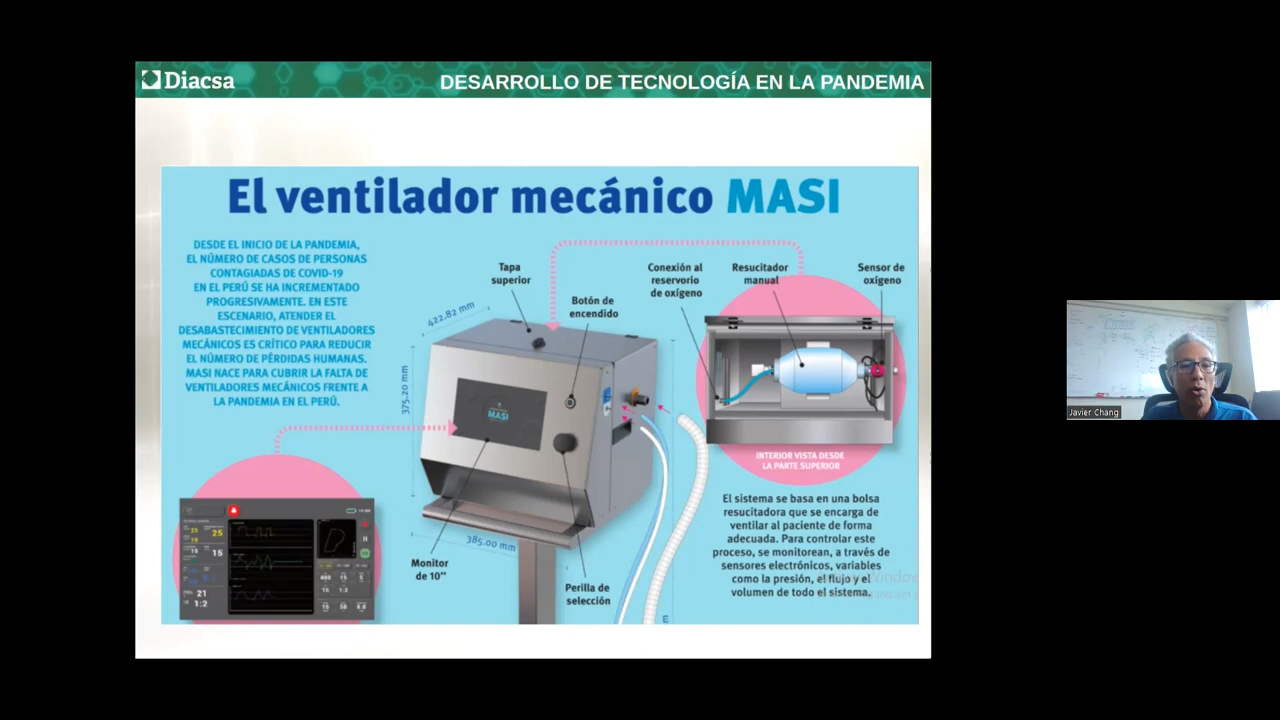 Diacsa
DESARROLLO DE TECNOLOGÍA EN LA PANDEMIA
El ventilador mecánico MASI
DESDE EL INICIO DE LA PANDEMIA,
EL NÚMERO DE CASOS DE PERSONAS
CONTAGIADAS DE COVID-19
EN EL PERÚ SE HA INCREMENTADO
PROGRESIVAMENTE. EN ESTE
ESCENARIO, ATENDER EL
DESABASTECIMIENTO DE VENTILADORES
MECÁNICOS ES CRÍTICO PARA REDUCIR
EL NÚMERO DE PÉRDIDAS HUMANAS.
MASI NACE PARA CUBRIR LA FALTA DE
VENTILADORES MECÁNICOS FRENTE A
LA PANDEMIA EN EL PERÚ.
Tapa
superior
Botón de
encendido
Conexión al
reservorio
de oxígeno
Resucitador
manual
Sensor de
oxígeno
422.82 mm
375.20 mm
385.00 mm
MASI
Monitor
de 10"
Perilla de
selección
INTERIOR VISTA DESDE
LA PARTE SUPERIOR
El sistema se basa en una bolsa
resucitadora que se encarga de
ventilar al paciente de forma
adecuada. Para controlar este
proceso, se monitorean, a través de
sensores electrónicos, variables
como la presión, el flujo y el
volumen de todo el sistema.
25
15
21
1:2
Javier Chang